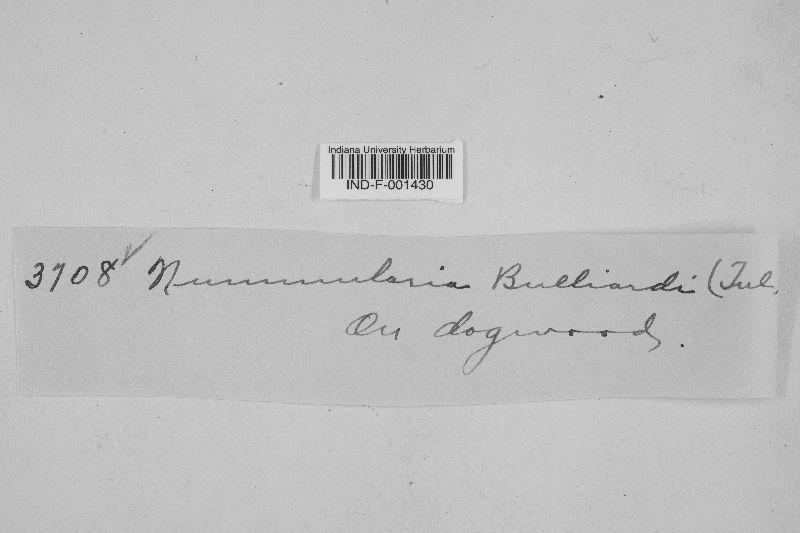 Indiana University Herbarium
IND-F-001430
3708 Nummularia Bulliardi (Tul.
On dogwood.